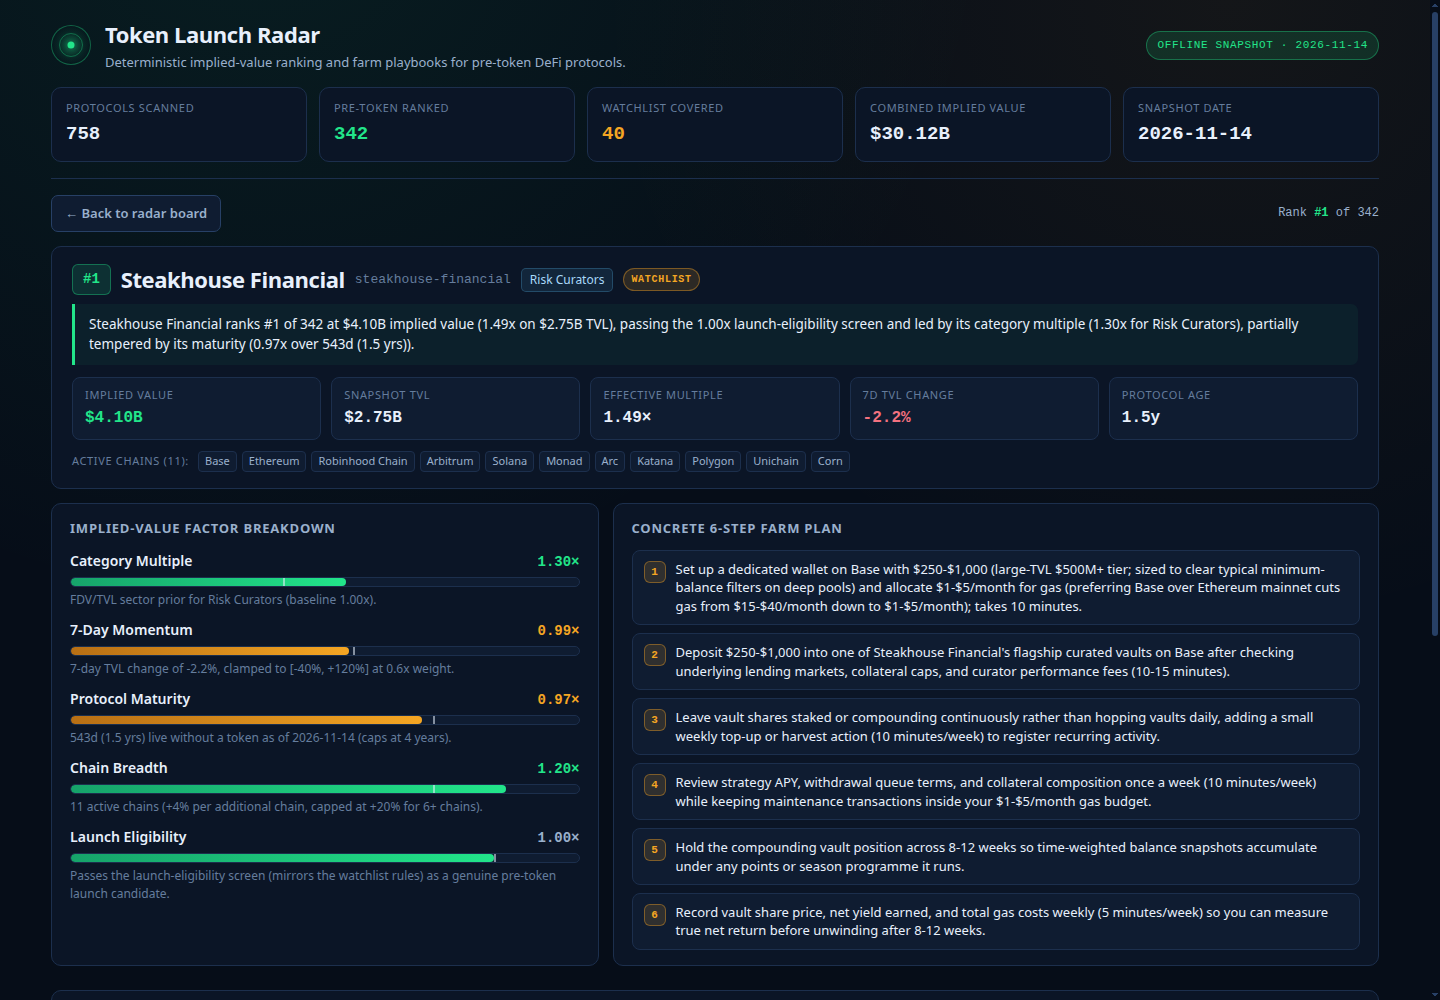 Token Launch Radar
Deterministic implied-value ranking and farm playbooks for pre-token DeFi protocols.
OFFLINE SNAPSHOT · 2026-11-14
PROTOCOLS SCANNED
758
PRE-TOKEN RANKED
342
WATCHLIST COVERED
40
COMBINED IMPLIED VALUE
$30.12B
SNAPSHOT DATE
2026-11-14
← Back to radar board
Rank #1 of 342
#1 Steakhouse Financial steakhouse-financial Risk Curators WATCHLIST
Steakhouse Financial ranks #1 of 342 at $4.10B implied value (1.49x on $2.75B TVL), passing the 1.00x launch-eligibility screen and led by its category multiple (1.30x for Risk Curators), partially
tempered by its maturity (0.97x over 543d (1.5 yrs)).
IMPLIED VALUE
$4.10B
SNAPSHOT TVL
$2.75B
EFFECTIVE MULTIPLE
1.49×
7D TVL CHANGE
-2.2%
PROTOCOL AGE
1.5y
ACTIVE CHAINS (11): Base Ethereum Robinhood Chain Arbitrum Solana Monad Arc Katana Polygon Unichain Corn
IMPLIED-VALUE FACTOR BREAKDOWN
Category Multiple 1.30×
FDV/TVL sector prior for Risk Curators (baseline 1.00x).
7-Day Momentum 0.99×
7-day TVL change of -2.2%, clamped to [-40%, +120%] at 0.6x weight.
Protocol Maturity 0.97×
543d (1.5 yrs) live without a token as of 2026-11-14 (caps at 4 years).
Chain Breadth 1.20×
11 active chains (+4% per additional chain, capped at +20% for 6+ chains).
Launch Eligibility 1.00×
Passes the launch-eligibility screen (mirrors the watchlist rules) as a genuine pre-token
launch candidate.
CONCRETE 6-STEP FARM PLAN
1 Set up a dedicated wallet on Base with $250-$1,000 (large-TVL $500M+ tier; sized to clear typical minimum-
balance filters on deep pools) and allocate $1-$5/month for gas (preferring Base over Ethereum mainnet cuts
gas from $15-$40/month down to $1-$5/month); takes 10 minutes.
2 Deposit $250-$1,000 into one of Steakhouse Financial's flagship curated vaults on Base after checking
underlying lending markets, collateral caps, and curator performance fees (10-15 minutes).
3 Leave vault shares staked or compounding continuously rather than hopping vaults daily, adding a small
weekly top-up or harvest action (10 minutes/week) to register recurring activity.
4 Review strategy APY, withdrawal queue terms, and collateral composition once a week (10 minutes/week)
while keeping maintenance transactions inside your $1-$5/month gas budget.
5 Hold the compounding vault position across 8-12 weeks so time-weighted balance snapshots accumulate
under any points or season programme it runs.
6 Record vault share price, net yield earned, and total gas costs weekly (5 minutes/week) so you can measure
true net return before unwinding after 8-12 weeks.